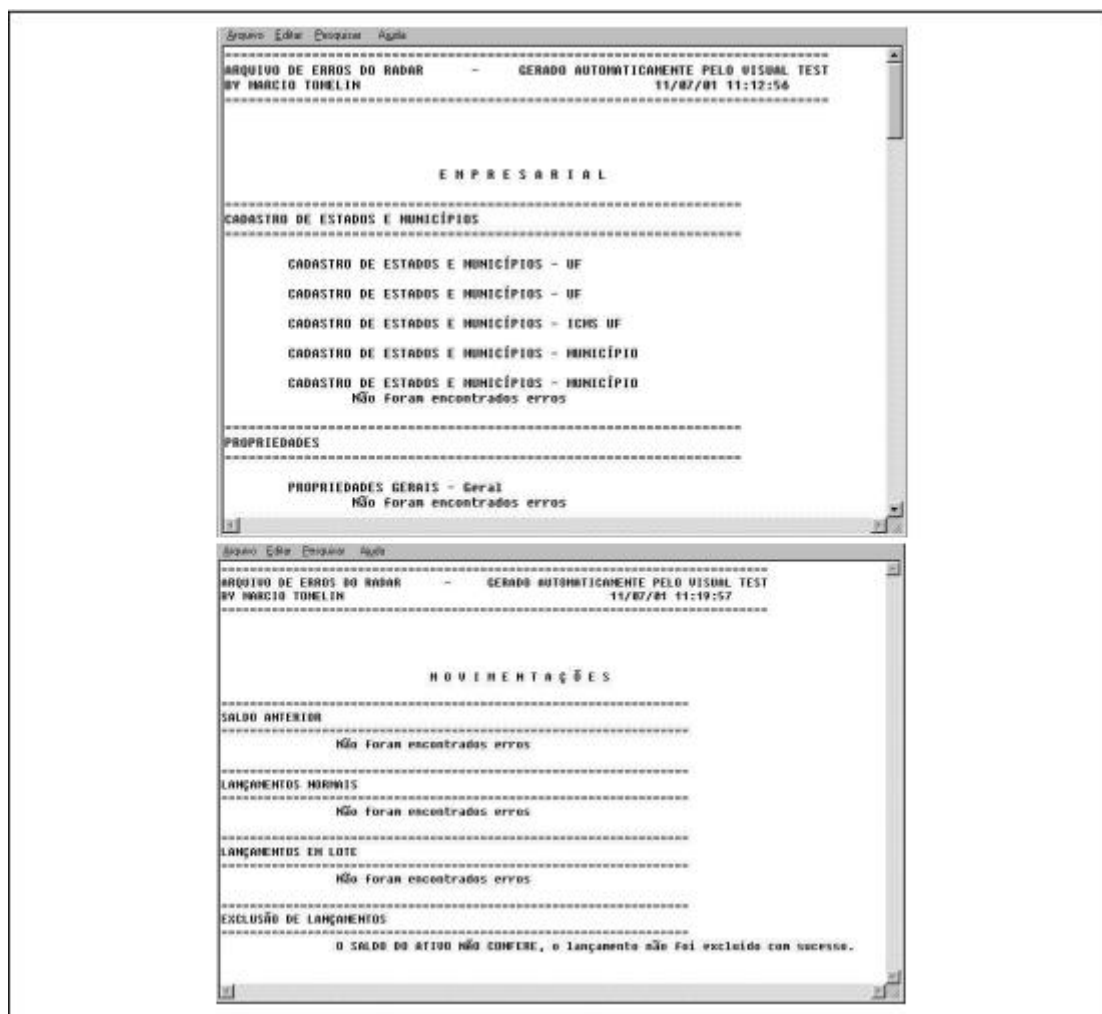 Arquivo Editar Pesquisar Ajuda
ARQUIVO DE ERROS DO RADAR - GERADO AUTOMATICAMENTE PELO VISUAL TEST
BY MARCIO TOMELIN 11/07/01 11:12:56
E M P R E S A R I A L
CADASTRO DE ESTADOS E MUNICÍPIOS
CADASTRO DE ESTADOS E MUNICÍPIOS - UF
CADASTRO DE ESTADOS E MUNICÍPIOS - UF
CADASTRO DE ESTADOS E MUNICÍPIOS - ICMS UF
CADASTRO DE ESTADOS E MUNICÍPIOS - MUNICÍPIO
CADASTRO DE ESTADOS E MUNICÍPIOS - MUNICÍPIO
Não foram encontrados erros
PROPRIEDADES
PROPRIEDADES GERAIS - Geral
Não foram encontrados erros
Arquivo Editar Pesquisar Ajuda
ARQUIVO DE ERROS DO RADAR - GERADO AUTOMATICAMENTE PELO VISUAL TEST
BY MARCIO TOMELIN 11/07/01 11:19:57
M O V I M E N T A Ç Õ E S
SALDO ANTERIOR
Não foram encontrados erros
LANÇAMENTOS NORMAIS
Não foram encontrados erros
LANÇAMENTOS EM LOTE
Não foram encontrados erros
EXCLUSÃO DE LANÇAMENTOS
O SALDO DO ATIVO NÃO CONFERE, o lançamento não foi excluído com sucesso.